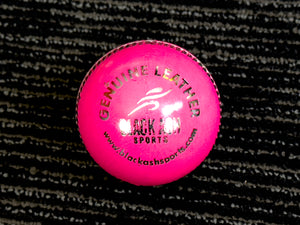 GENUINE LEATHER
BLACK ASH
SPORTS
www.blackashsports.com